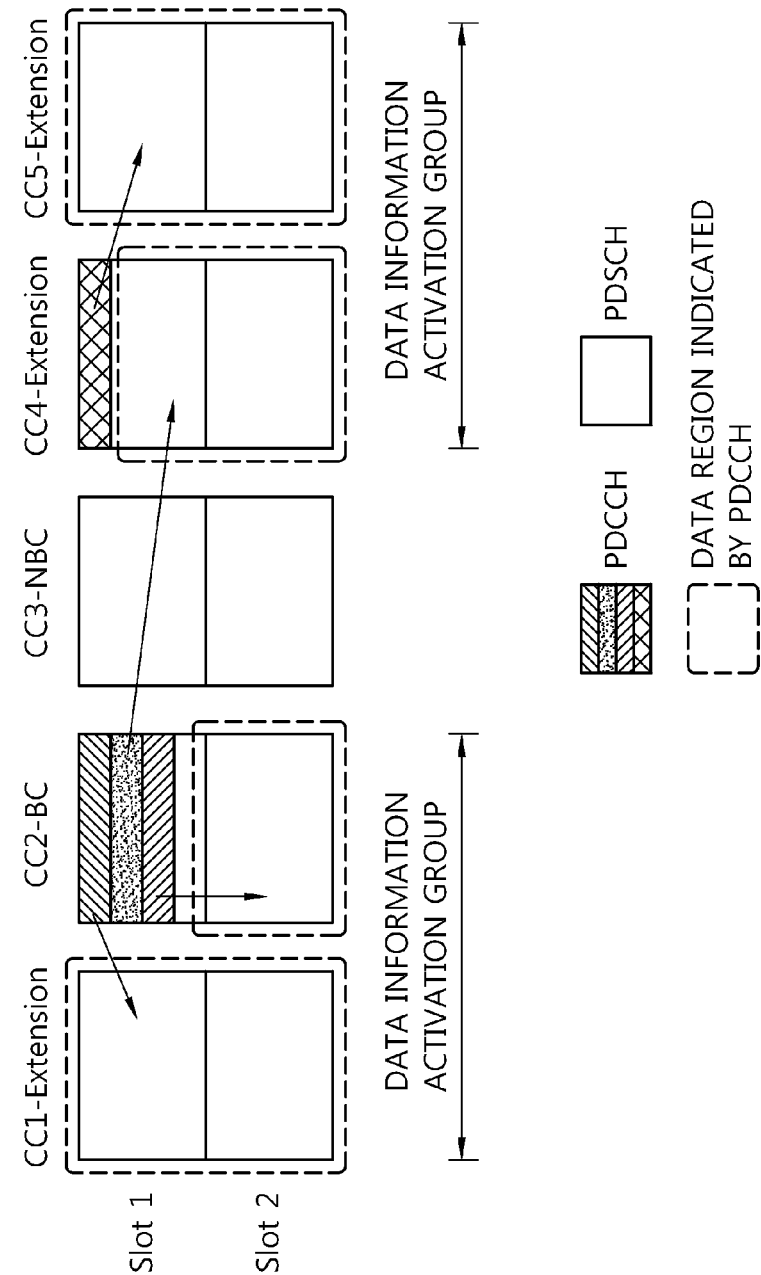 CC1-Extension
CC2-BC
CC3-NBC
CC4-Extension
CC5-Extension
Slot 1
Slot 2
DATA INFORMATION
ACTIVATION GROUP
DATA INFORMATION
ACTIVATION GROUP
PDCCH
PDSCH
DATA REGION INDICATED
BY PDCCH